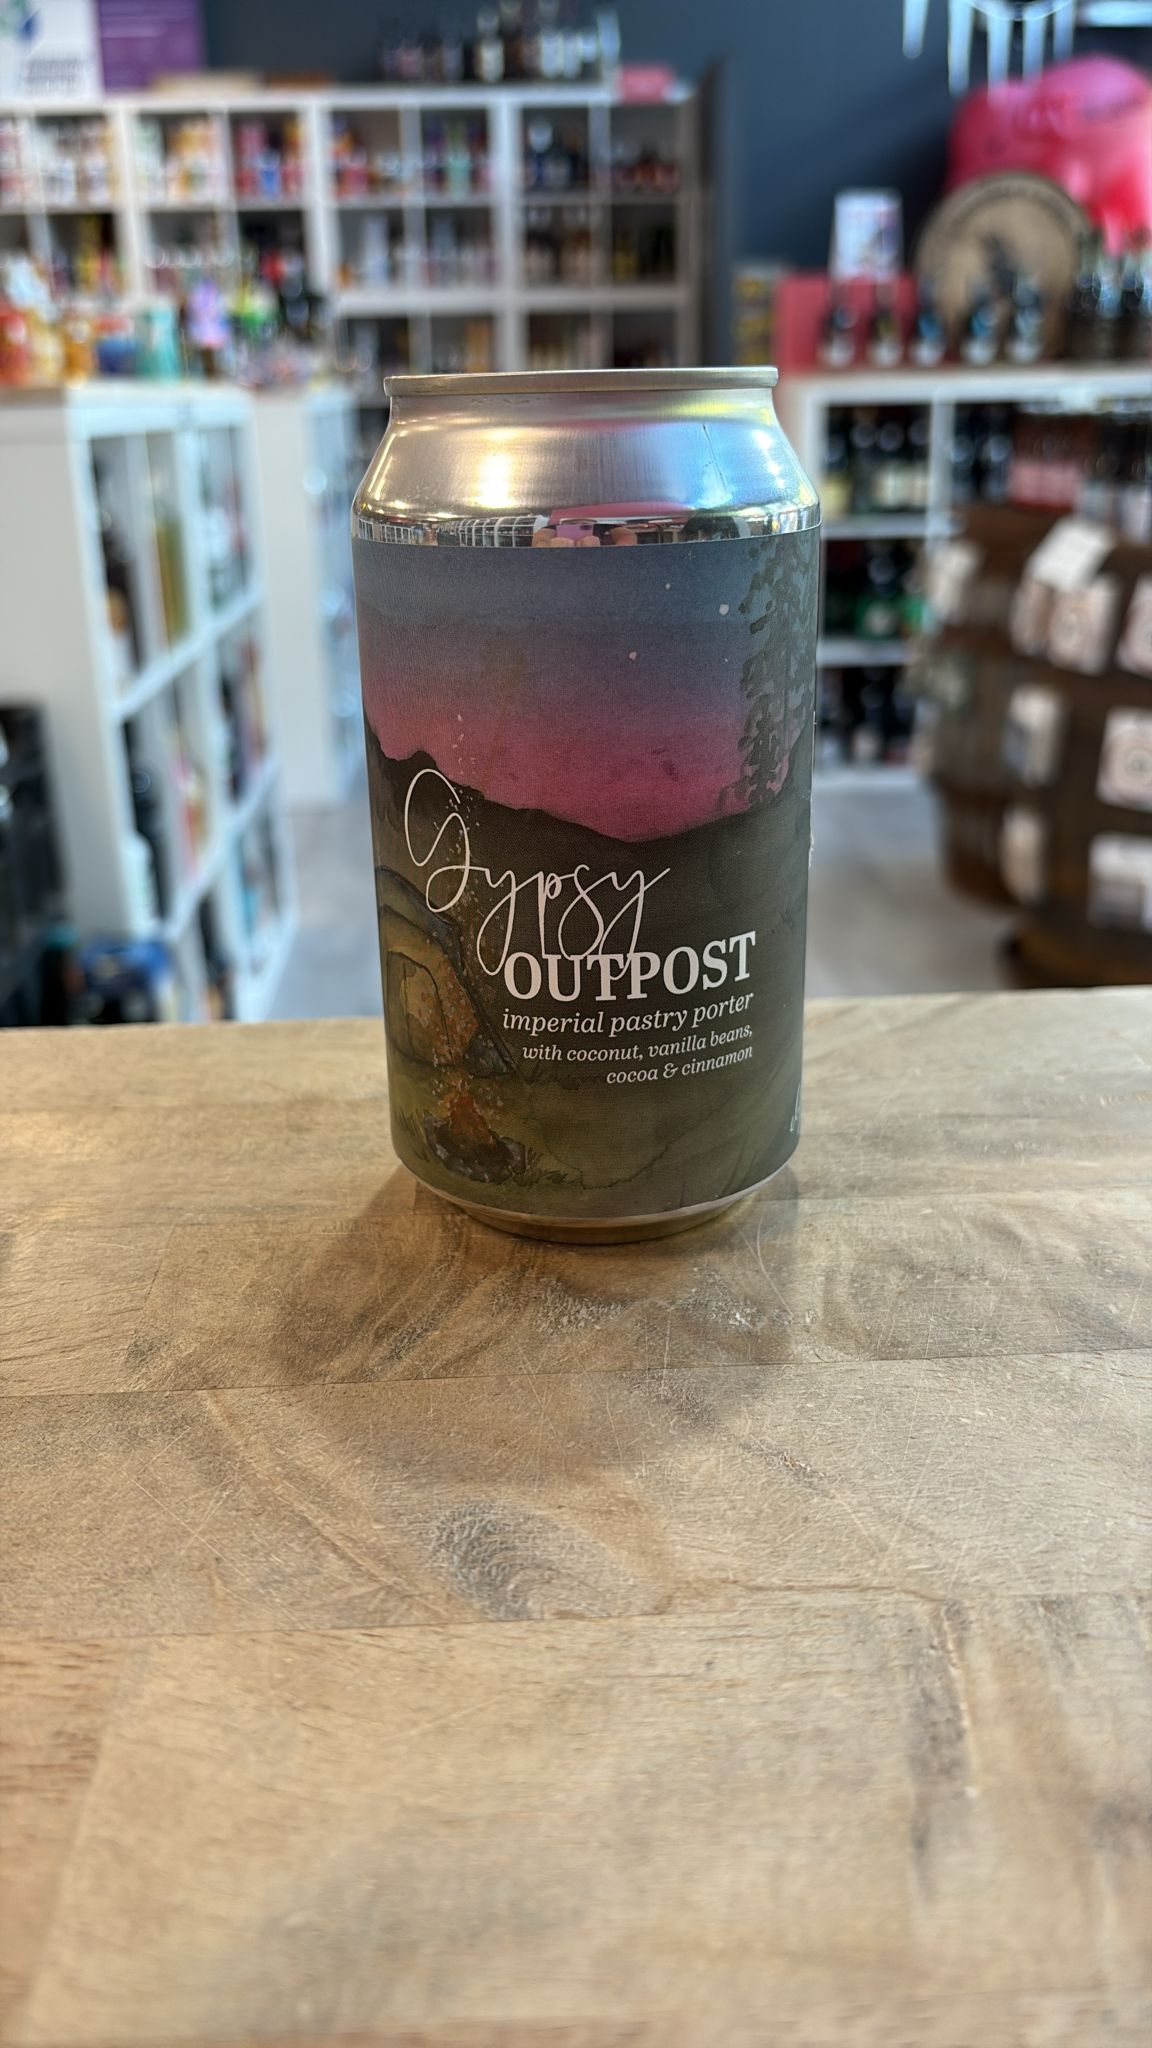 Gypsy
OUTPOST
imperial pastry porter
with coconut, vanilla beans,
cocoa & cinnamon